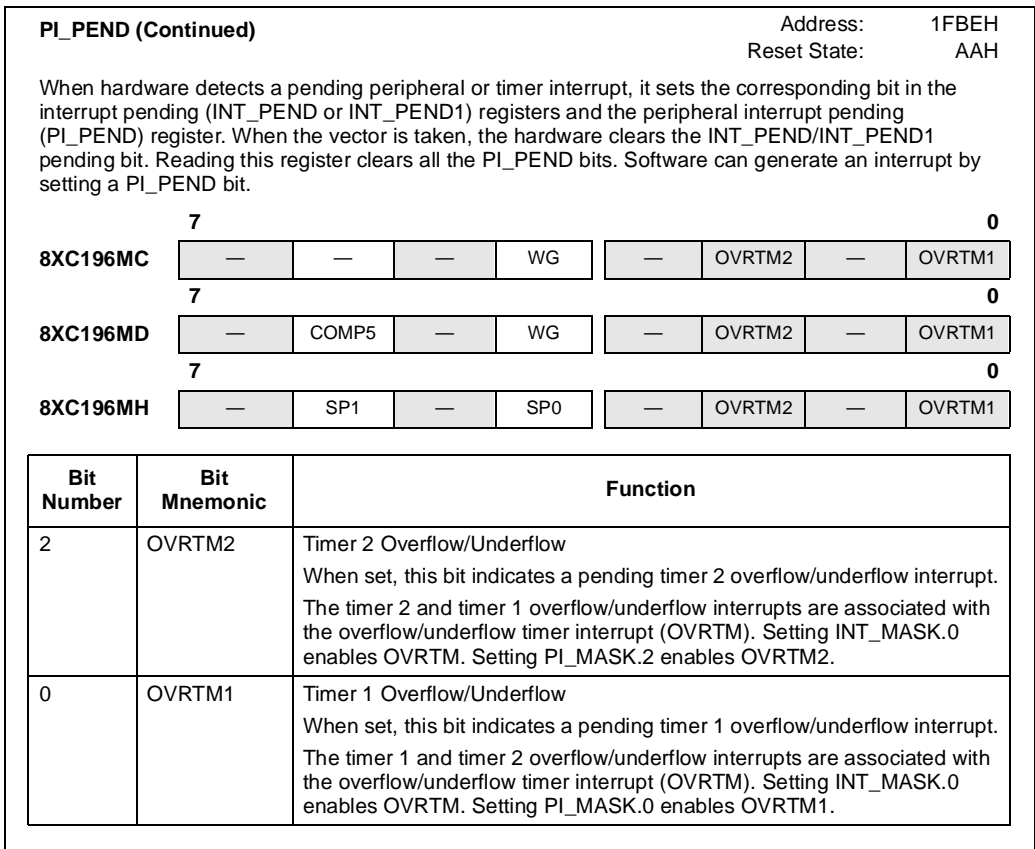 PI_PEND (Continued)
Address: 1FBEH
Reset State: AAH
When hardware detects a pending peripheral or timer interrupt, it sets the corresponding bit in the
interrupt pending (INT_PEND or INT_PEND1) registers and the peripheral interrupt pending
(PI_PEND) register. When the vector is taken, the hardware clears the INT_PEND/INT_PEND1
pending bit. Reading this register clears all the PI_PEND bits. Software can generate an interrupt by
setting a PI_PEND bit.
7 0
8XC196MC — — — WG — OVRTM2 — OVRTM1
7 0
8XC196MD — COMP5 — WG — OVRTM2 — OVRTM1
7 0
8XC196MH — SP1 — SP0 — OVRTM2 — OVRTM1
Bit Number Bit Mnemonic Function
2 OVRTM2 Timer 2 Overflow/Underflow
When set, this bit indicates a pending timer 2 overflow/underflow interrupt.
The timer 2 and timer 1 overflow/underflow interrupts are associated with
the overflow/underflow timer interrupt (OVRTM). Setting INT_MASK.0
enables OVRTM. Setting PI_MASK.2 enables OVRTM2.
0 OVRTM1 Timer 1 Overflow/Underflow
When set, this bit indicates a pending timer 1 overflow/underflow interrupt.
The timer 1 and timer 2 overflow/underflow interrupts are associated with
the overflow/underflow timer interrupt (OVRTM). Setting INT_MASK.0
enables OVRTM. Setting PI_MASK.0 enables OVRTM1.